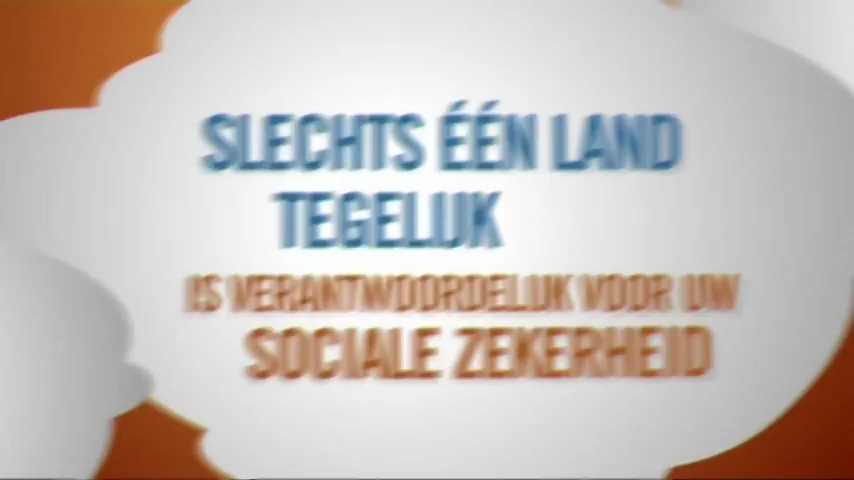 SLECHTS ÉÉN LAND
TEGELIJK
IS VERANTWOORDELIJK VOOR UW
SOCIALE ZEKERHEID